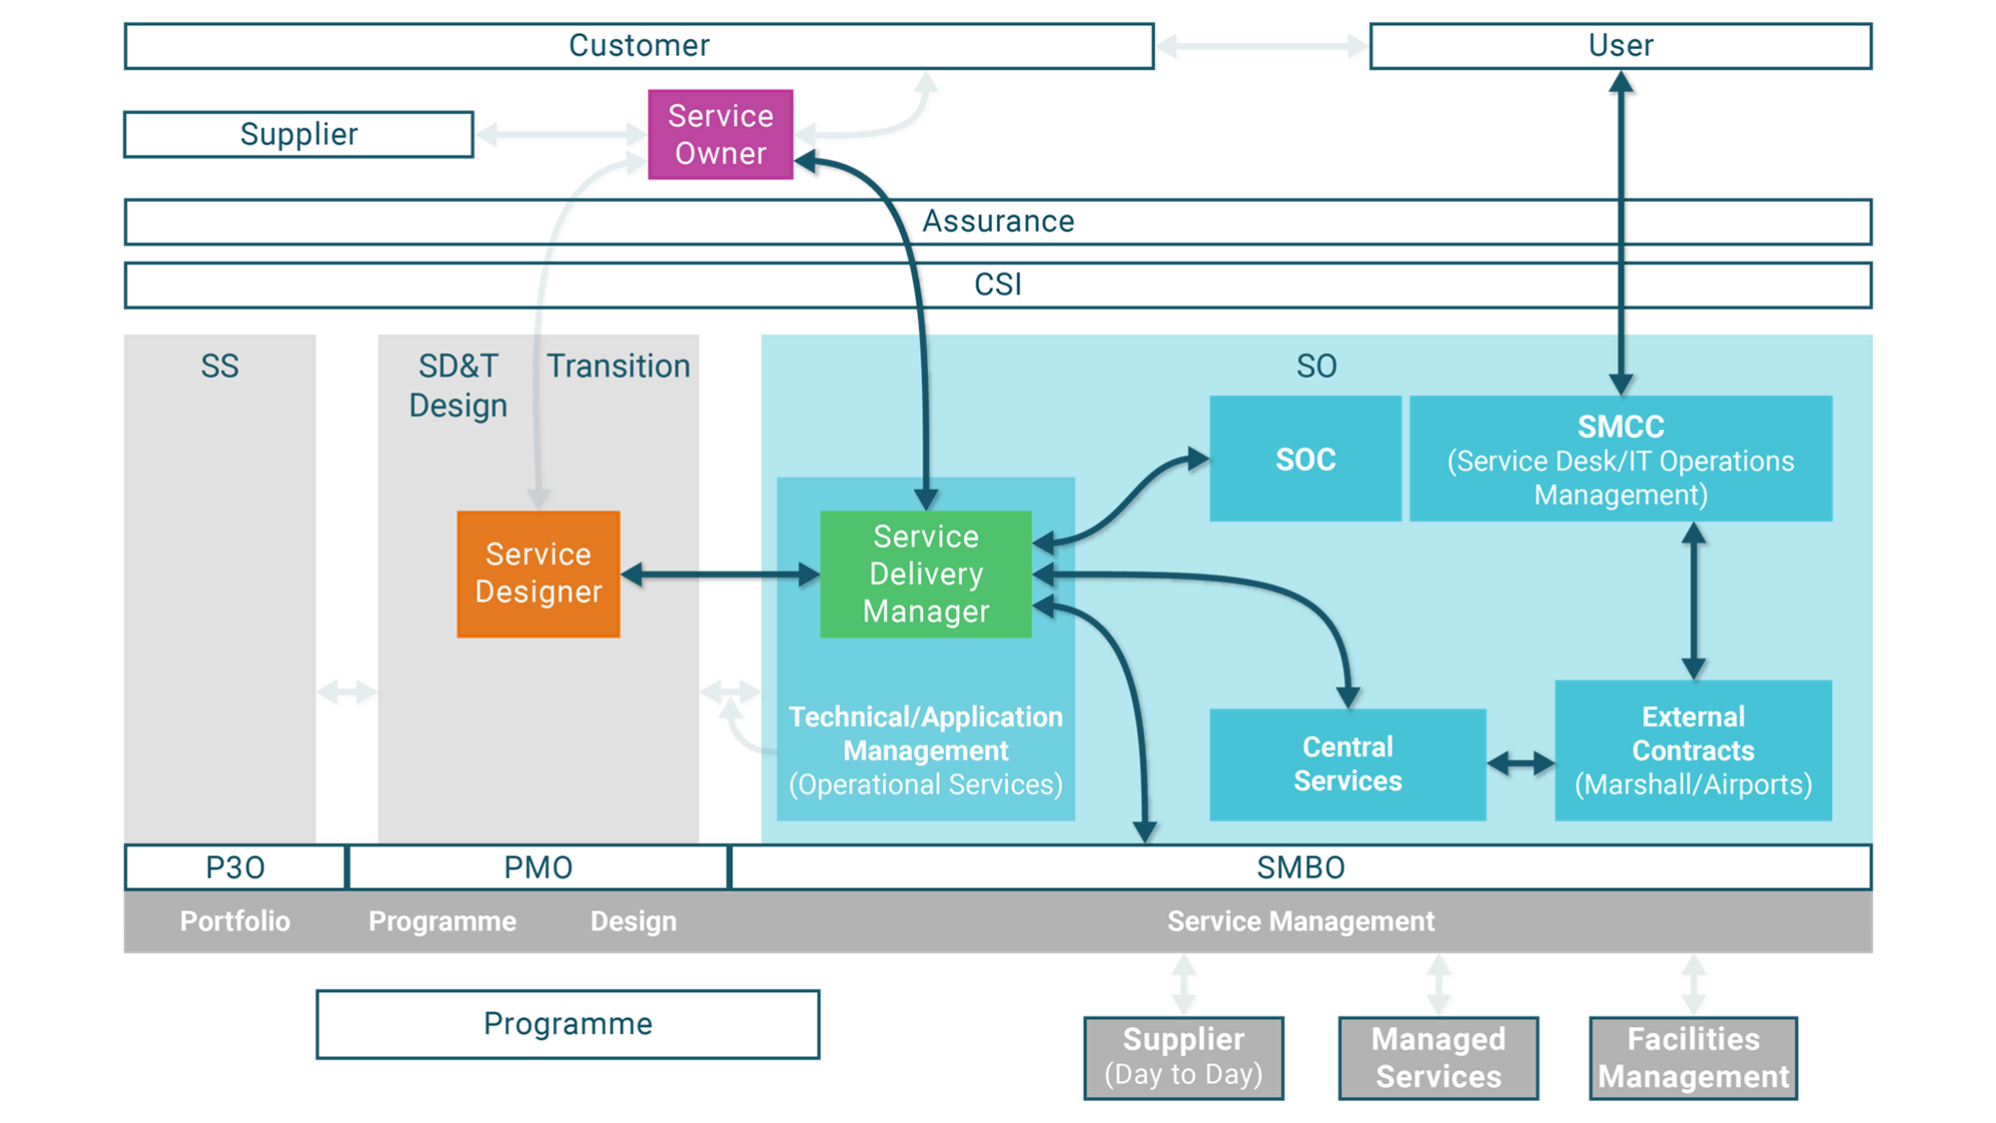 Customer
User
Supplier
Service
Owner
Assurance
CSI
SS
SD&T
Design
Transition
SO
SOC
SMCC
(Service Desk/IT Operations
Management)
Service
Designer
Service
Delivery
Manager
Technical/Application
Management
(Operational Services)
Central
Services
External
Contracts
(Marshall/Airports)
P3O
PMO
SMBO
Portfolio
Programme
Design
Service Management
Programme
Supplier
(Day to Day)
Managed
Services
Facilities
Management